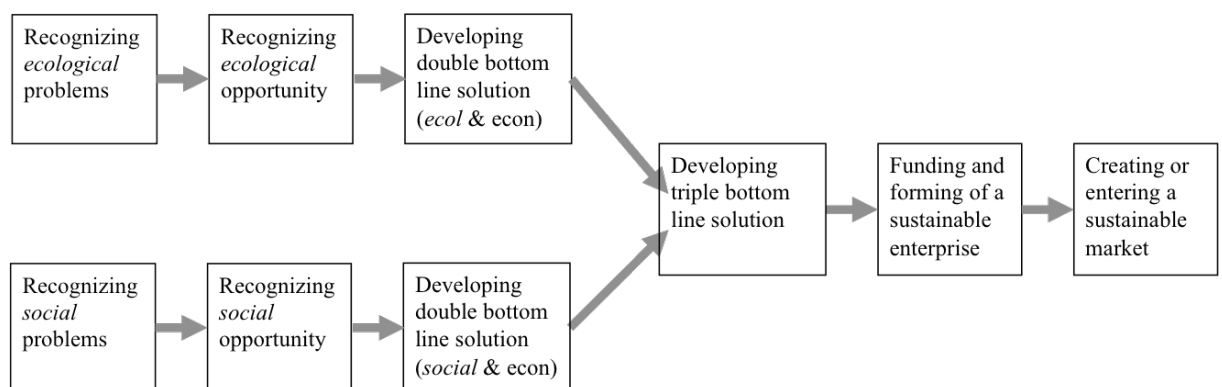 Recognizing
ecological
problems
Recognizing
ecological
opportunity
Developing
double bottom
line solution
(ecol & econ)
Developing
triple bottom
line solution
Funding and
forming of a
sustainable
enterprise
Creating or
entering a
sustainable
market
Recognizing
social
problems
Recognizing
social
opportunity
Developing
double bottom
line solution
(social & econ)